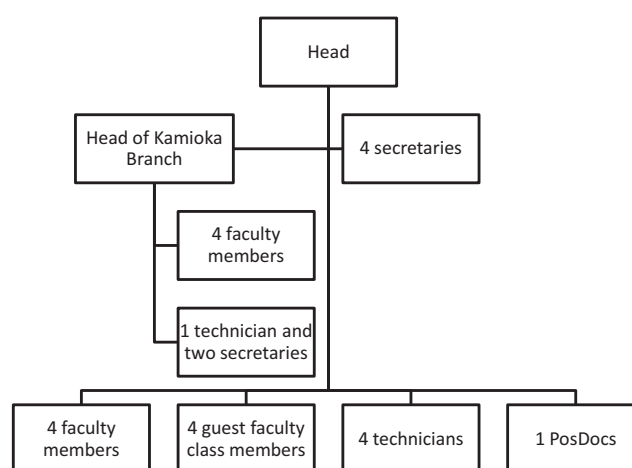 Head
Head of Kamioka
Branch
4 secretaries
4 faculty
members
1 technician and
two secretaries
4 faculty
members
4 guest faculty
class members
4 technicians
1 PosDocs